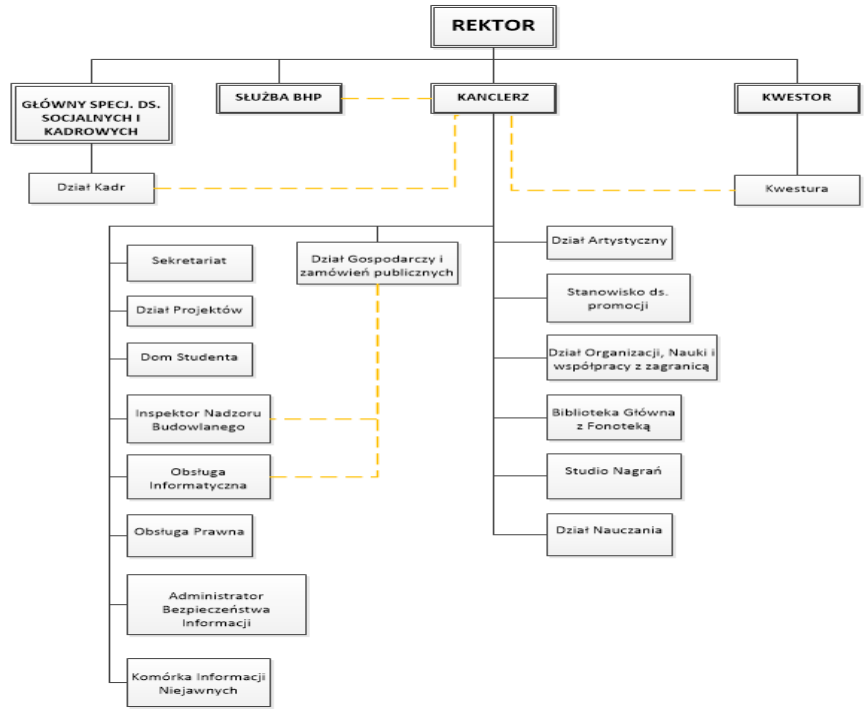 REKTOR
GŁÓWNY SPECJ. DS.
SOCJALNYCH I
KADROWYCH
SŁUŻBA BHP
KANCLERZ
KWESTOR
Dział Kadr
Kwestura
Sekretariat
Dział Projektów
Dom Studenta
Inspektor Nadzoru
Budowlanego
Obsługa
Informatyczna
Obsługa Prawna
Administrator
Bezpieczeństwa
Informacji
Komórka Informacji
Niejawnych
Dział Gospodarczy i
zamówień publicznych
Dział Artystyczny
Stanowisko ds.
promocji
Dział Organizacji, Nauki i
współpracy z zagranicą
Biblioteka Główna
z Fonoteką
Studio Nagrań
Dział Nauczania